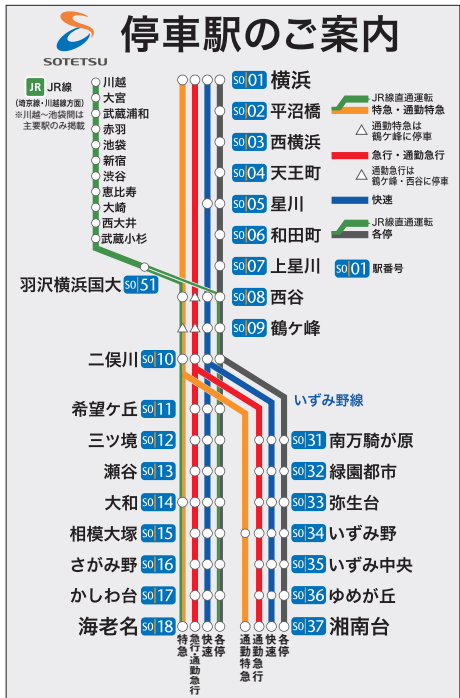 SOTETSU
停車駅のご案内
JR JR線
(埼京線・川越線方面)
※川越〜池袋間は
主要駅のみ掲載
川越
大宮
武蔵浦和
赤羽
池袋
新宿
渋谷
恵比寿
大崎
西大井
武蔵小杉
羽沢横浜国大 SO51
SO01 横浜
SO02 平沼橋
SO03 西横浜
SO04 天王町
SO05 星川
SO06 和田町
SO07 上星川
SO08 西谷
SO09 鶴ケ峰
JR線直通運転
特急・通勤特急
通勤特急は
鶴ケ峰に停車
急行・通勤急行
通勤急行は
鶴ケ峰・西谷に停車
快速
JR線直通運転
各停
SO01 駅番号
二俣川 SO10
希望ケ丘 SO11
三ツ境 SO12
瀬谷 SO13
大和 SO14
相模大塚 SO15
さがみ野 SO16
かしわ台 SO17
海老名 SO18
いずみ野線
SO31 南万騎が原
SO32 緑園都市
SO33 弥生台
SO34 いずみ野
SO35 いずみ中央
SO36 ゆめが丘
SO37 湘南台
特急
急行・通勤急行
快速
各停
通勤特急
通勤急行
快速
各停